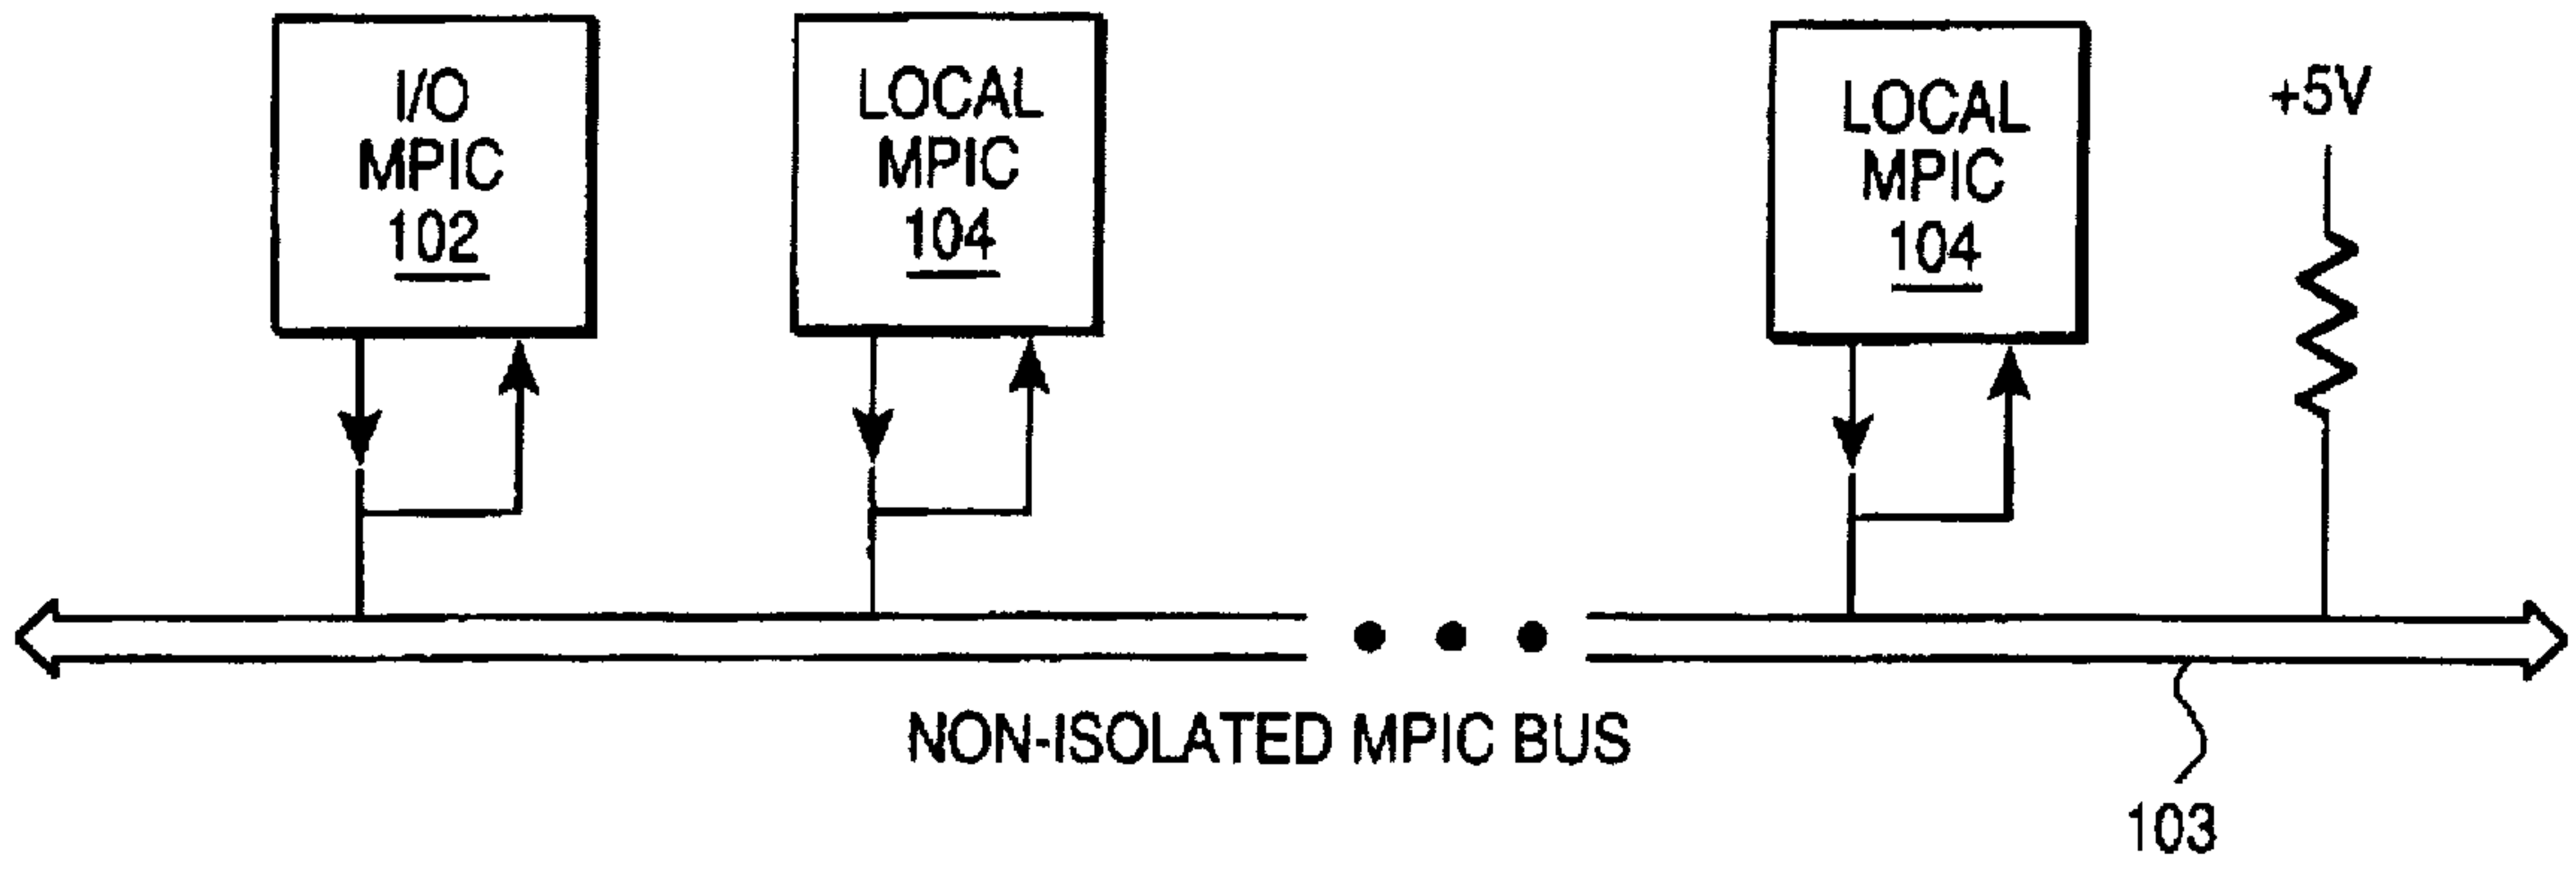 I/O
MPIC
102
LOCAL
MPIC
104
LOCAL
MPIC
104
+5V
NON-ISOLATED MPIC BUS
103